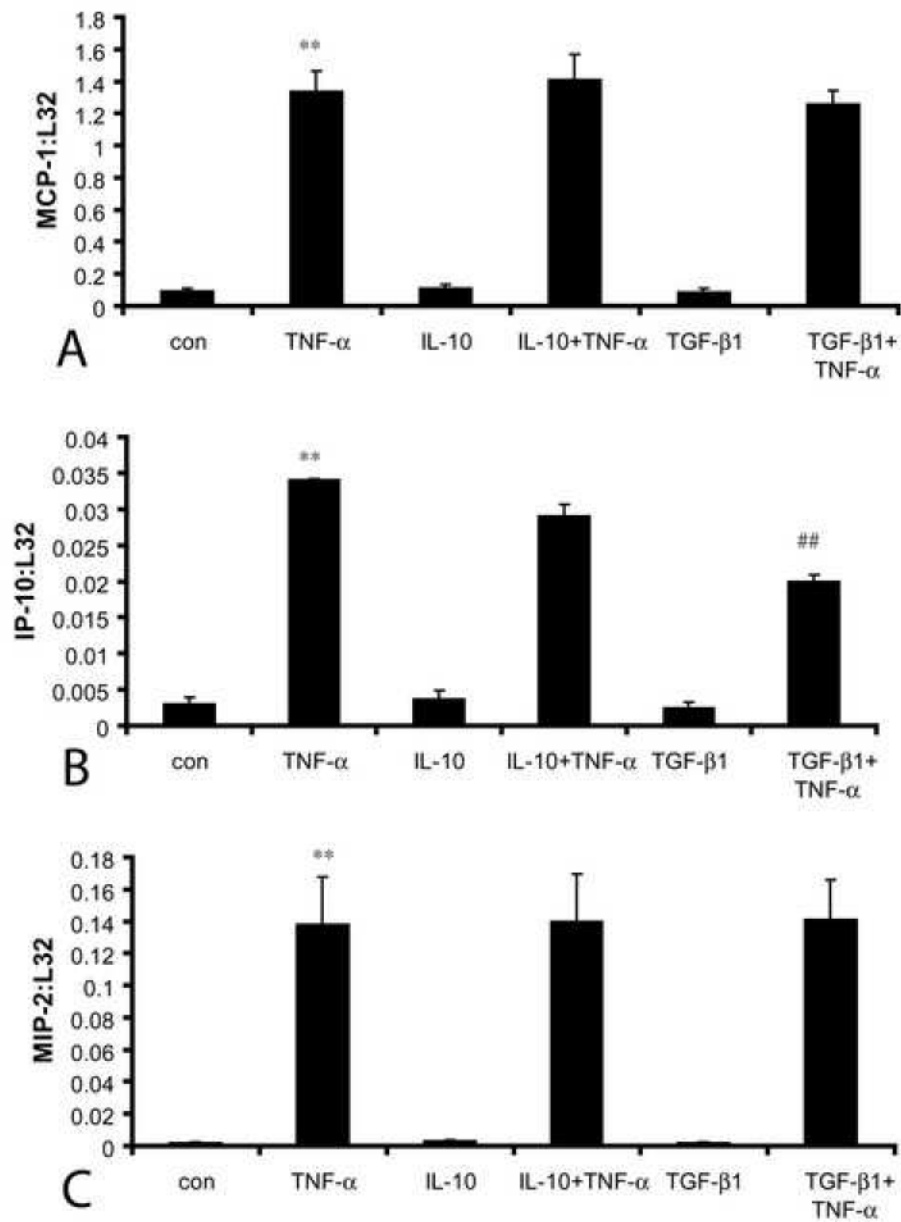 1.8
1.6
1.4
1.2
1
0.8
0.6
0.4
0.2
0
MCP-1:L32
**
A
con TNF-α IL-10 IL-10+TNF-α TGF-β1 TGF-β1+
TNF-α
0.04
0.035
0.03
0.025
0.02
0.015
0.01
0.005
0
IP-10:L32
**
##
B
con TNF-α IL-10 IL-10+TNF-α TGF-β1 TGF-β1+
TNF-α
0.18
0.16
0.14
0.12
0.1
0.08
0.06
0.04
0.02
0
MIP-2:L32
**
C
con TNF-α IL-10 IL-10+TNF-α TGF-β1 TGF-β1+
TNF-α